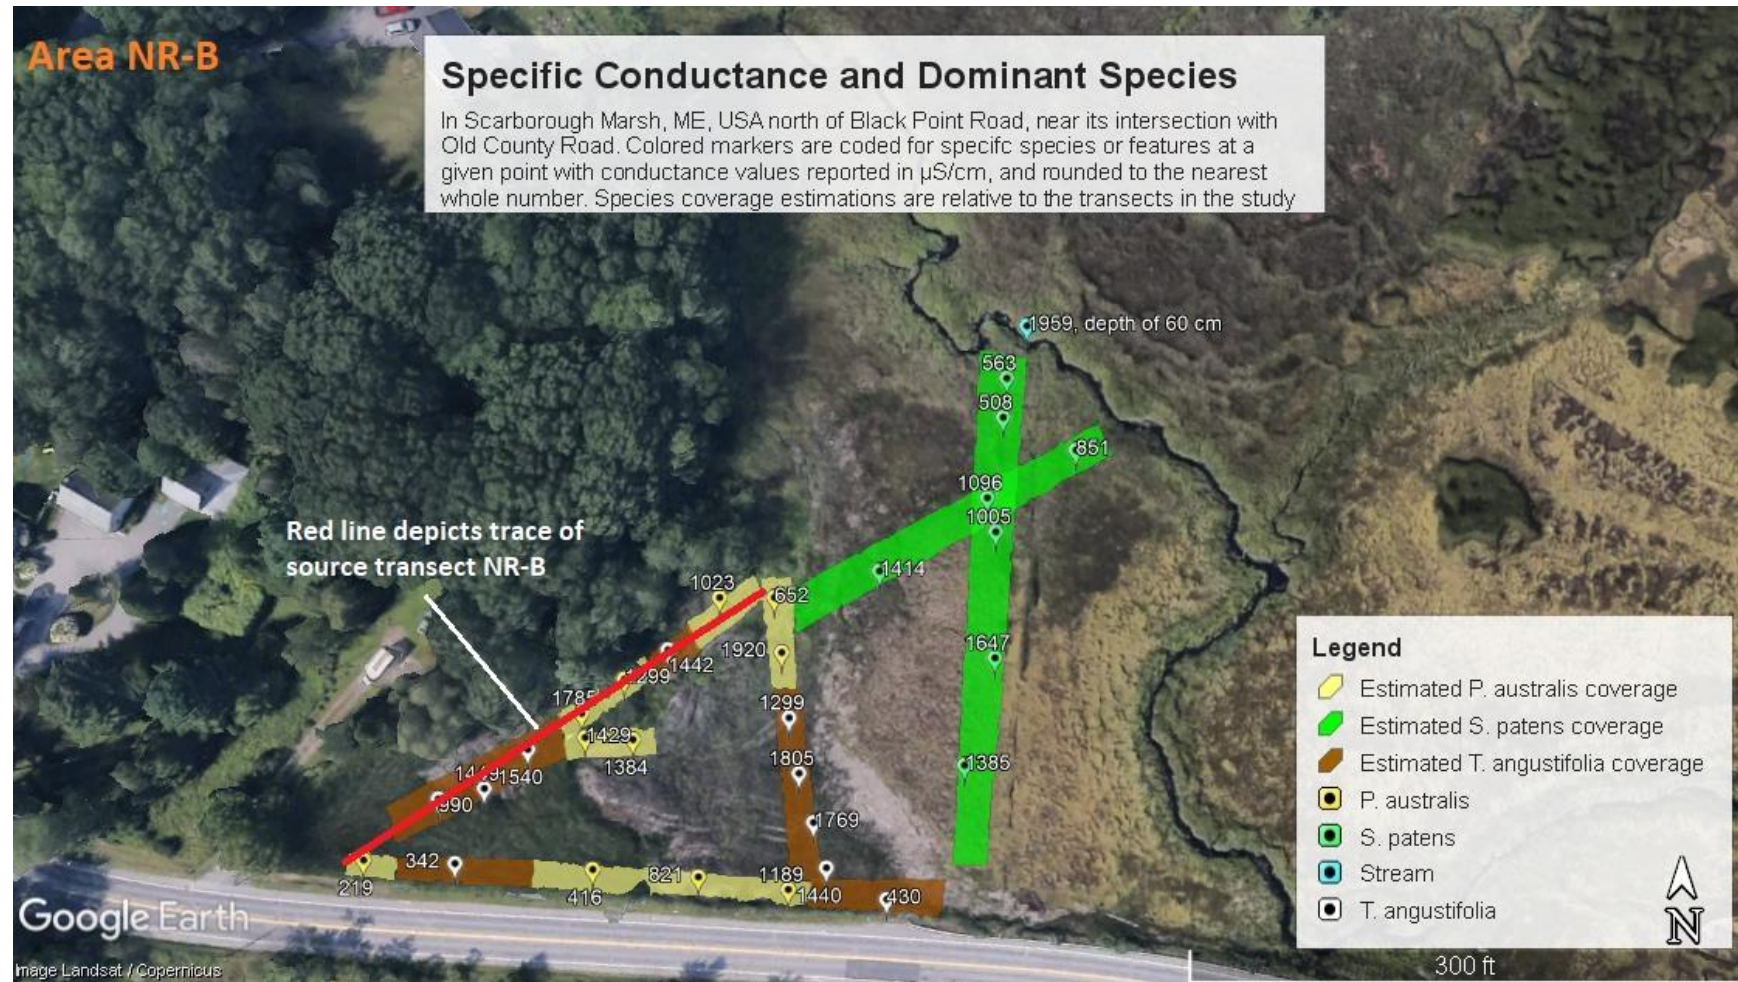 Area NR-B
Specific Conductance and Dominant Species
In Scarborough Marsh, ME, USA north of Black Point Road, near its intersection with
Old County Road. Colored markers are coded for specifc species or features at a
given point with conductance values reported in µS/cm, and rounded to the nearest
whole number. Species coverage estimations are relative to the transects in the study
1959, depth of 60 cm
563
508
851
1096
1005
Red line depicts trace of
source transect NR-B
1414
1023
652
1647
1920
1442
1785
1299
1429
1384
1805
1540
1385
990
1769
342
821
1189
219
416
1440
430
Legend
Estimated P. australis coverage
Estimated S. patens coverage
Estimated T. angustifolia coverage
P. australis
S. patens
Stream
T. angustifolia
N
300 ft
Google Earth
Image Landsat / Copernicus